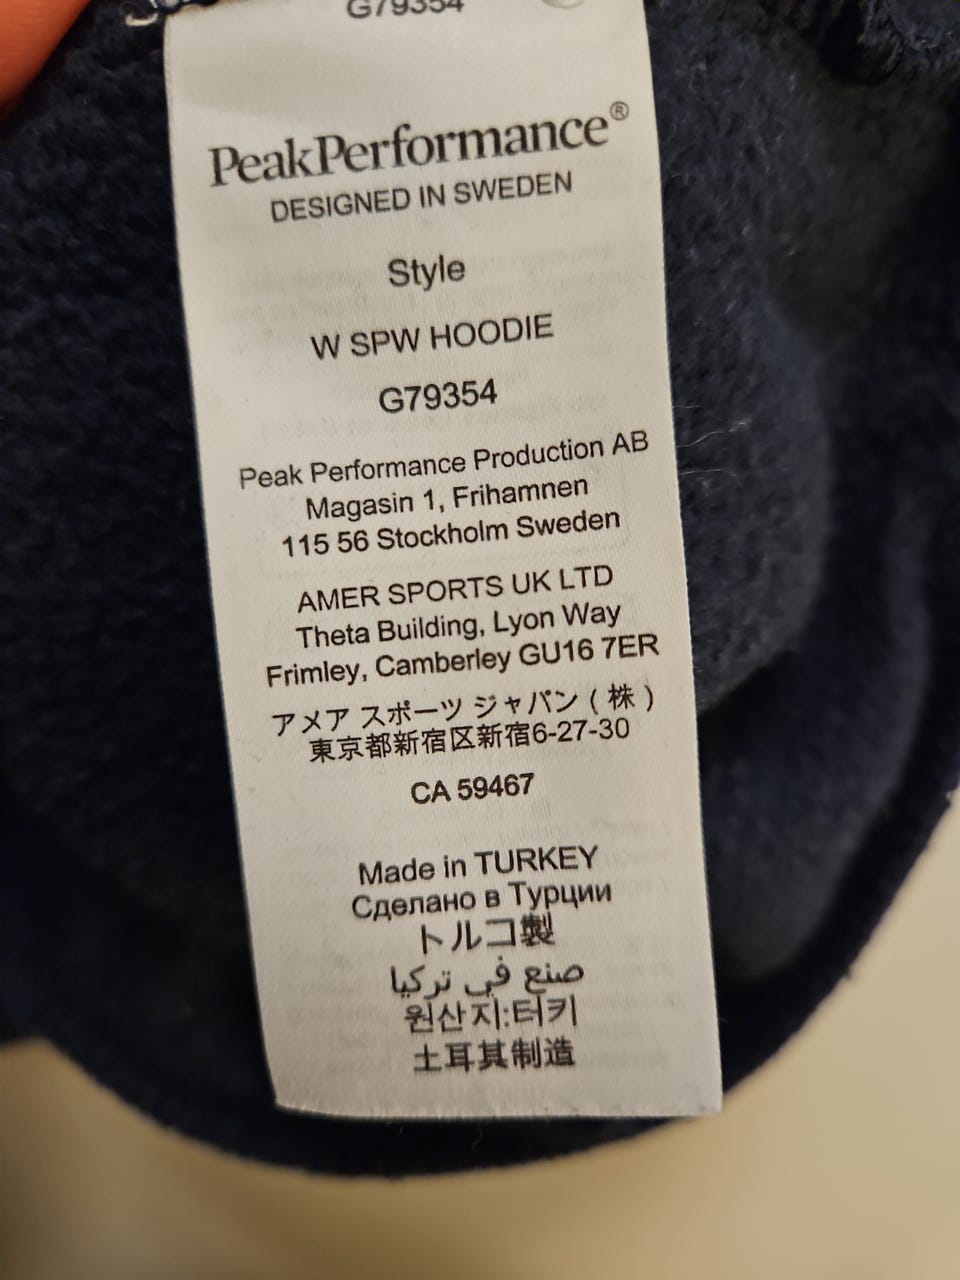 G79354
PeakPerformance®
DESIGNED IN SWEDEN
Style
W SPW HOODIE
G79354
Peak Performance Production AB
Magasin 1, Frihamnen
115 56 Stockholm Sweden
AMER SPORTS UK LTD
Theta Building, Lyon Way
Frimley, Camberley GU16 7ER
アメア スポーツ ジャパン ( 株 )
東京都新宿区新宿6-27-30
CA 59467
Made in TURKEY
Сделано в Турции
トルコ製
صنع في تركيا
원산지:터키
土耳其制造